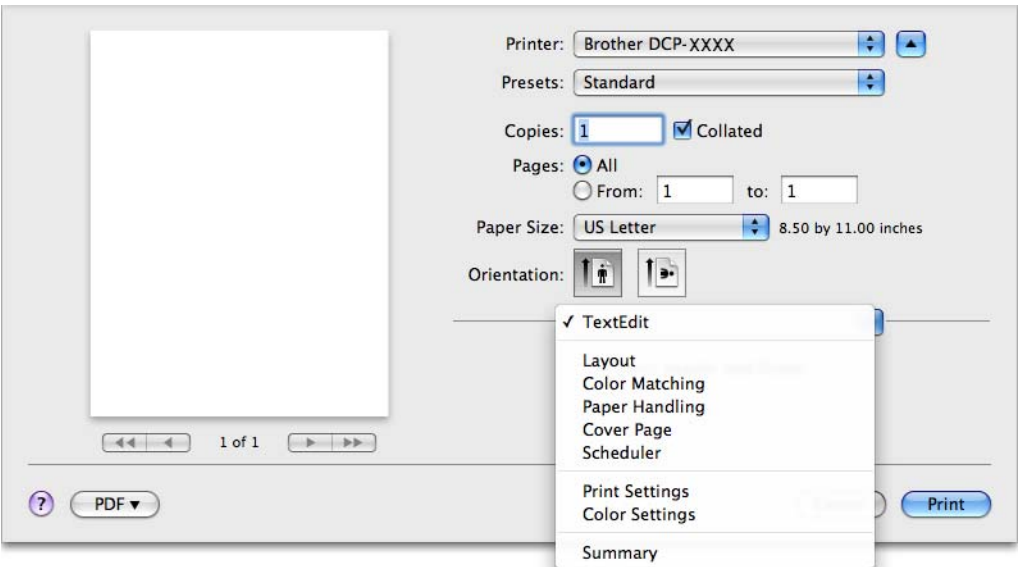 Printer: Brother DCP-XXXX
Presets: Standard
Copies: 1 Collated
Pages: All
From: 1 to: 1
Paper Size: US Letter 8.50 by 11.00 inches
Orientation:
✓ TextEdit
Layout
Color Matching
Paper Handling
Cover Page
Scheduler
Print Settings
Color Settings
Summary
1 of 1
? PDF ▼ Print